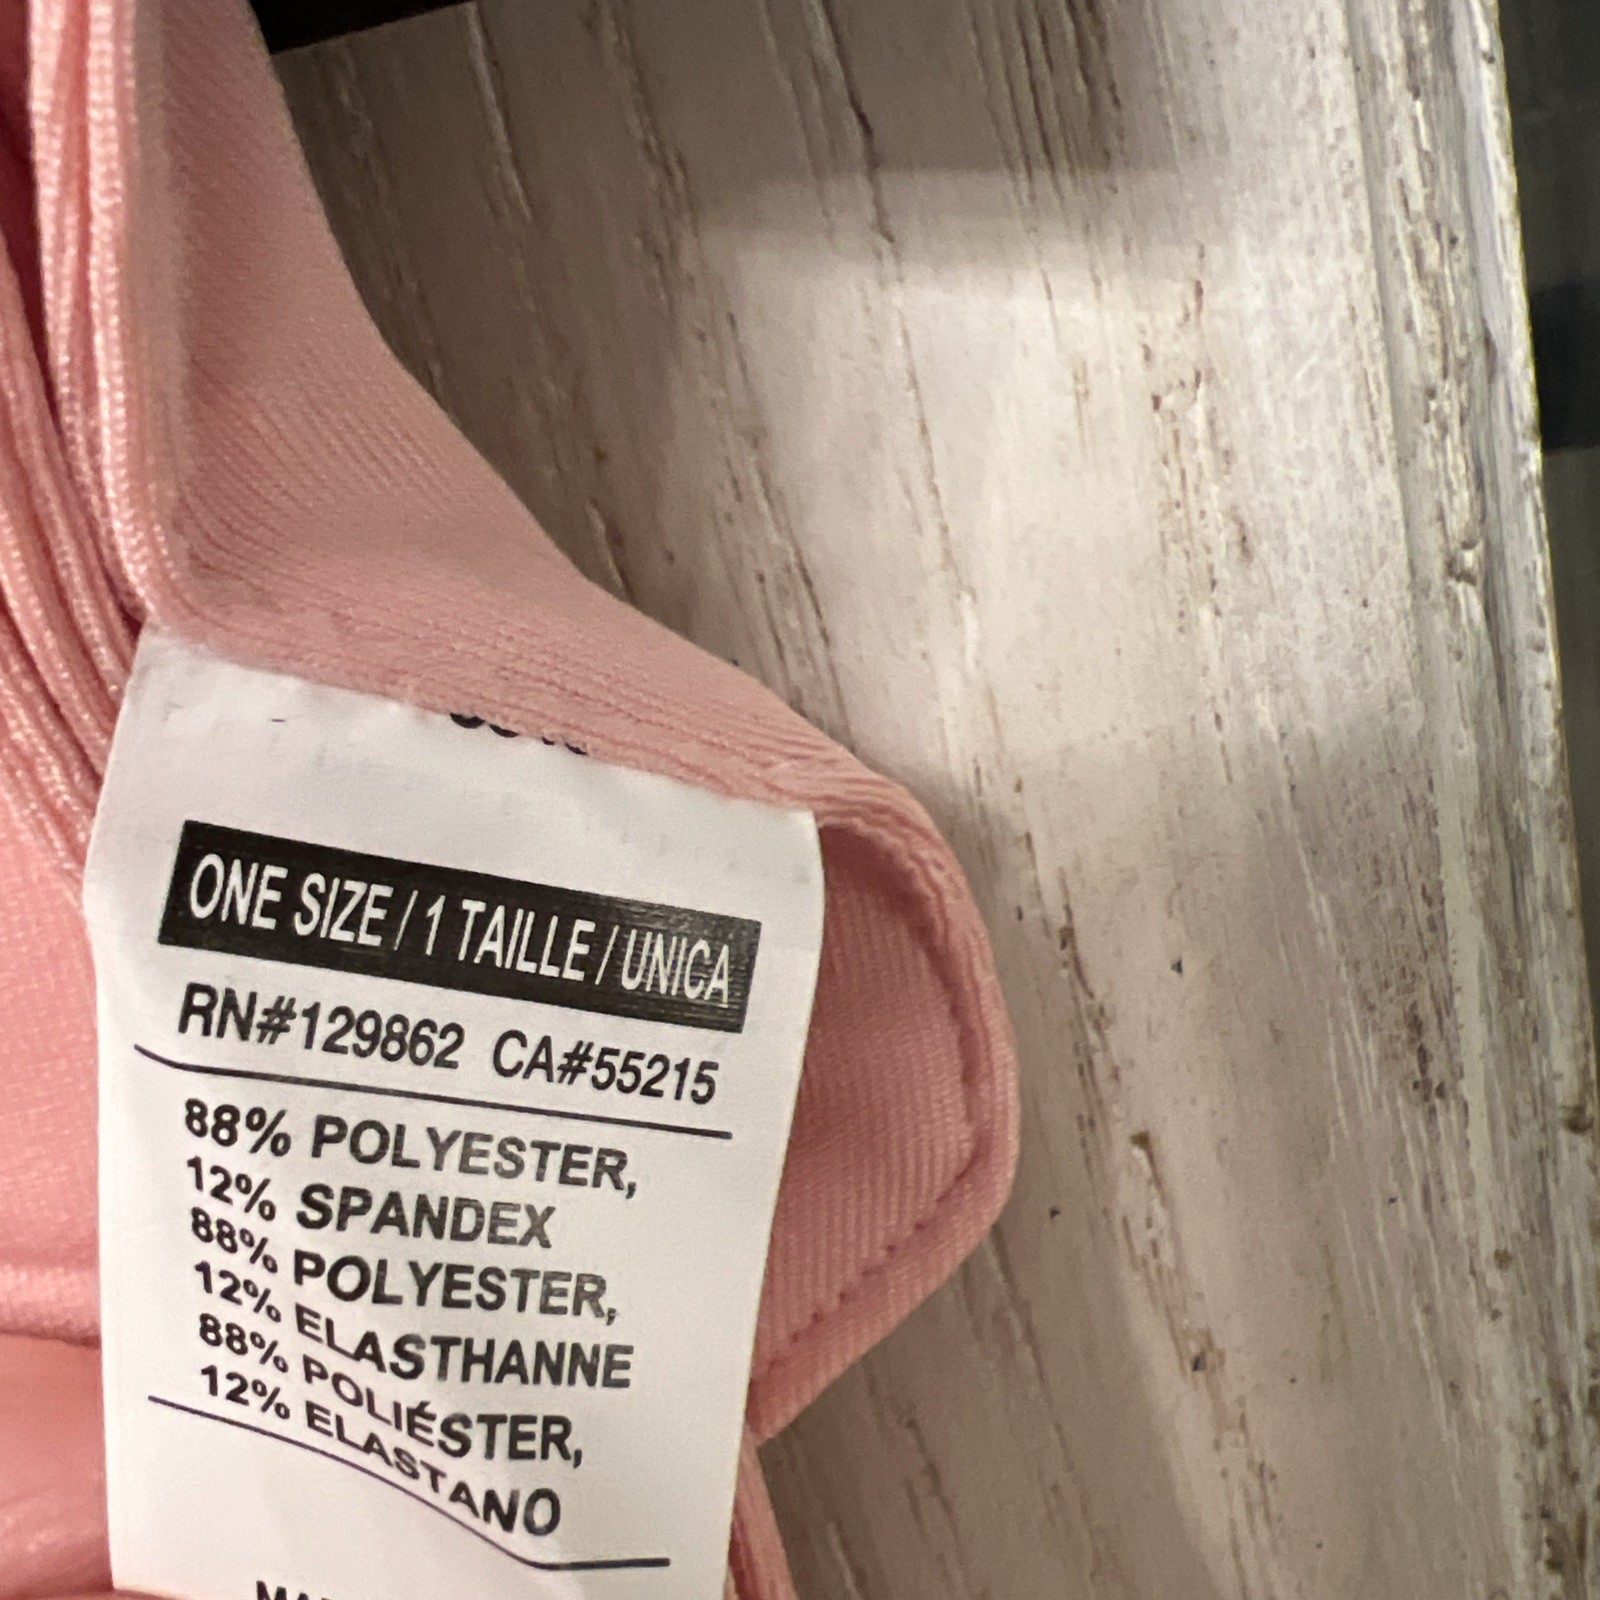 ONE SIZE / 1 TAILLE / UNICA
RN#129862 CA#55215
88% POLYESTER,
12% SPANDEX
88% POLYESTER,
12% ELASTHANNE
88% POLIÉSTER,
12% ELASTANO